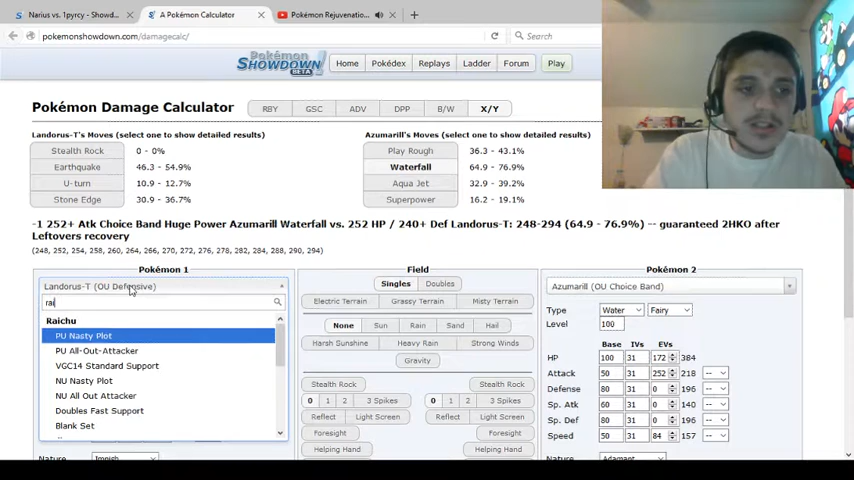 Narius vs. 1pyrcy - Showd...
A Pokémon Calculator
Pokémon Rejuvenatio...
pokemonshowdown.com/damagecalc/
Search
Pokémon
SHOWDOWN!
BETA
Home
Pokédex
Replays
Ladder
Forum
Play
Pokémon Damage Calculator
RBY
GSC
ADV
DPP
B/W
X/Y
Landorus-T's Moves (select one to show detailed results)
Azumarill's Moves (select one to show detailed results)
Stealth Rock 0 - 0%
Play Rough 36.3 - 43.1%
Earthquake 46.3 - 54.9%
Waterfall 64.9 - 76.9%
U-turn 10.9 - 12.7%
Aqua Jet 32.9 - 39.2%
Stone Edge 30.9 - 36.7%
Superpower 16.2 - 19.1%
-1 252+ Atk Choice Band Huge Power Azumarill Waterfall vs. 252 HP / 240+ Def Landorus-T: 248-294 (64.9 - 76.9%) -- guaranteed 2HKO after
Leftovers recovery
(248, 252, 254, 258, 260, 264, 266, 270, 272, 276, 278, 282, 284, 288, 290, 294)
Pokémon 1
Landorus-T (OU Defensive)
rai
Raichu
PU Nasty Plot
PU All-Out-Attacker
VGC14 Standard Support
NU Nasty Plot
NU All Out Attacker
Doubles Fast Support
Blank Set
Impish
Field
Singles
Doubles
Electric Terrain
Grassy Terrain
Misty Terrain
None
Sun
Rain
Sand
Hail
Harsh Sunshine
Heavy Rain
Strong Winds
Gravity
Stealth Rock
Stealth Rock
0 1 2 3 Spikes
0 1 2 3 Spikes
Reflect
Light Screen
Reflect
Light Screen
Foresight
Foresight
Helping Hand
Helping Hand
Pokémon 2
Azumarill (OU Choice Band)
Type Water Fairy
Level 100
Base IVs EVs
HP 100 31 172 384
Attack 50 31 252 218 --
Defense 80 31 0 196 --
Sp. Atk 60 31 0 140 --
Sp. Def 80 31 0 196 --
Speed 50 31 84 157 --
Nature Adamant